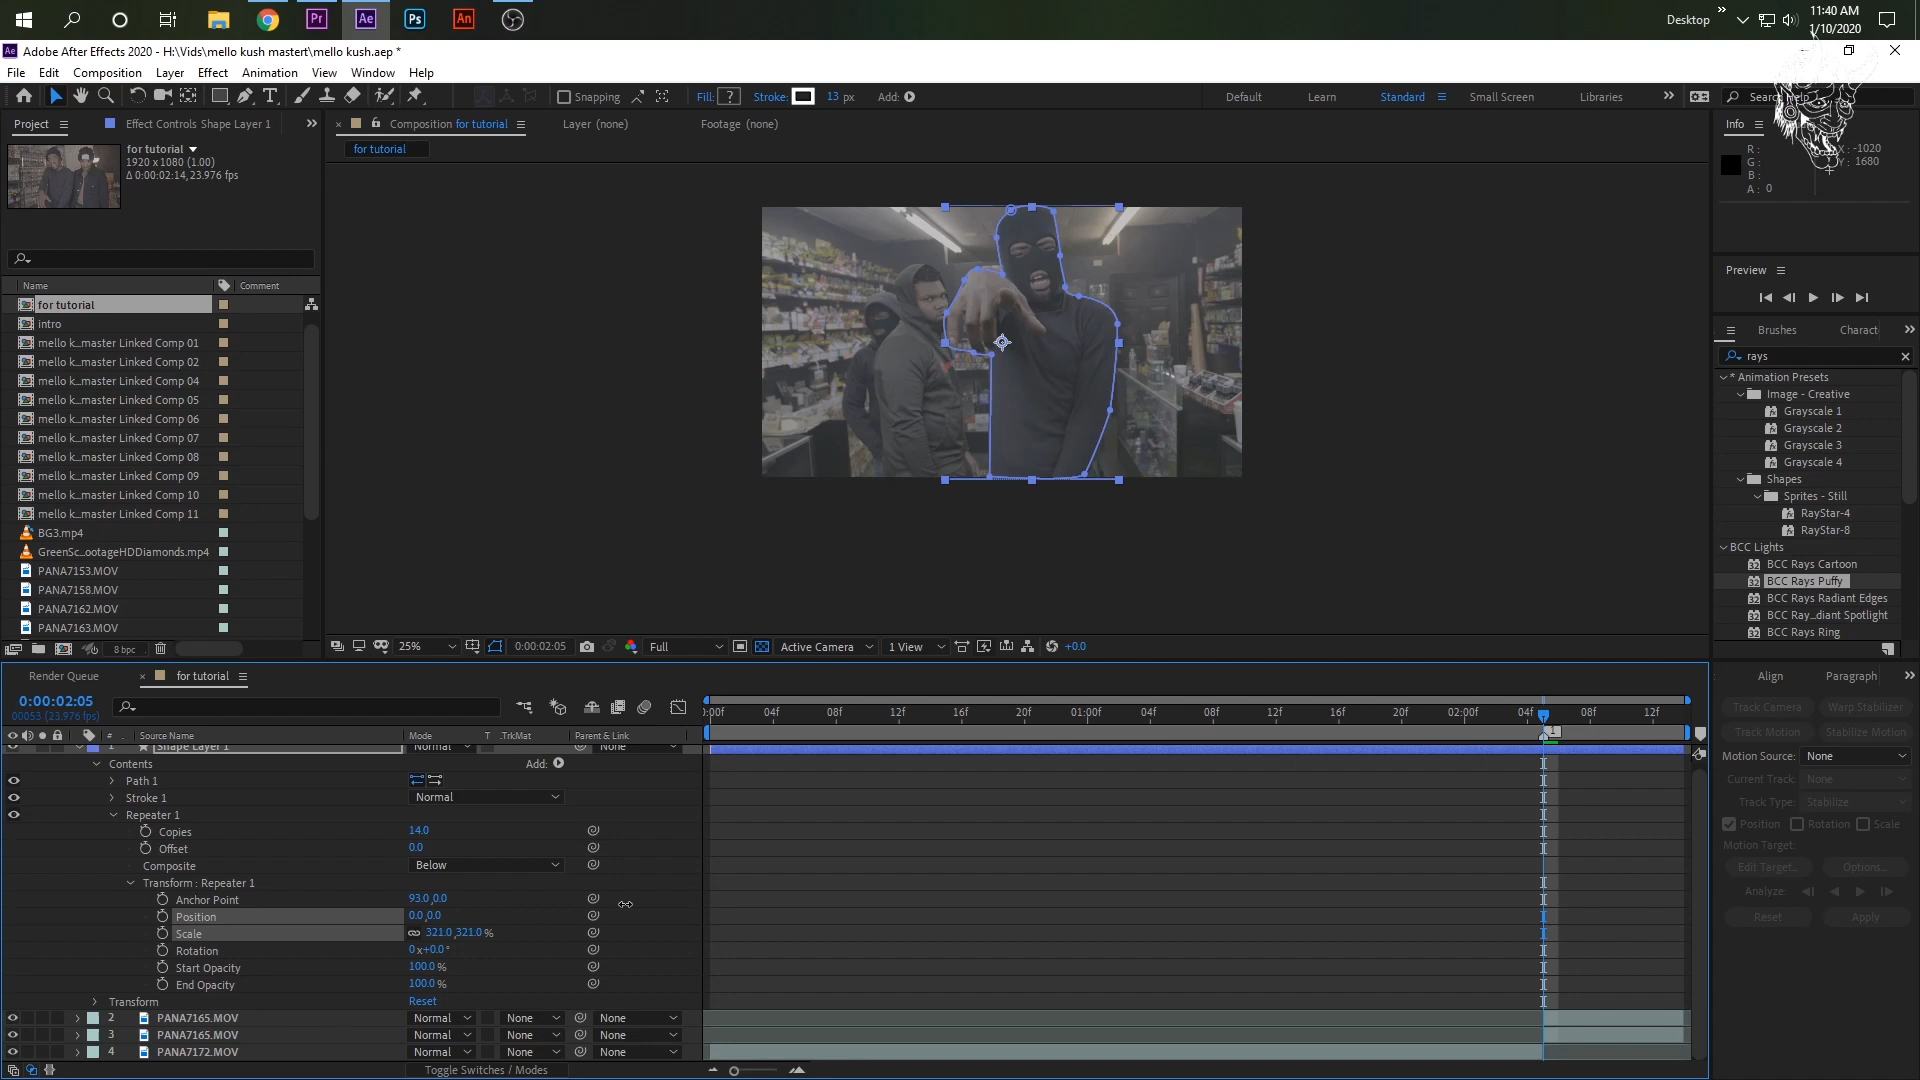 Desktop
11:40 AM
1/10/2020
Adobe After Effects 2020 - H:\Vids\mello kush mastert\mello kush.aep *
File Edit Composition Layer Effect Animation View Window Help
Snapping
Fill: ? Stroke: 13 px Add:
Default Learn Standard Small Screen Libraries Search Help
Project Effect Controls Shape Layer 1
Composition for tutorial Layer (none) Footage (none)
for tutorial
for tutorial
1920 x 1080 (1.00)
Δ 0:00:02:14, 23.976 fps
Name Comment
for tutorial
intro
mello k...master Linked Comp 01
mello k...master Linked Comp 02
mello k...master Linked Comp 04
mello k...master Linked Comp 05
mello k...master Linked Comp 06
mello k...master Linked Comp 07
mello k...master Linked Comp 08
mello k...master Linked Comp 09
mello k...master Linked Comp 10
mello k...master Linked Comp 11
BG3.mp4
GreenSc...ootageHDDiamonds.mp4
PANA7153.MOV
PANA7158.MOV
PANA7162.MOV
PANA7163.MOV
8 bpc
25% 0:00:02:05 Full Active Camera 1 View +0.0
Info
R :
G :
B :
A : 0
X : -1020
Y : 1680
Preview
Brushes Charact
rays
* Animation Presets
Image - Creative
Grayscale 1
Grayscale 2
Grayscale 3
Grayscale 4
Shapes
Sprites - Still
RayStar-4
RayStar-8
BCC Lights
BCC Rays Cartoon
BCC Rays Puffy
BCC Rays Radiant Edges
BCC Ray...diant Spotlight
BCC Rays Ring
Render Queue for tutorial
0:00:02:05
00053 (23.976 fps)
:00f 04f 08f 12f 16f 20f 01:00f 04f 08f 12f 16f 20f 02:00f 04f 08f 12f
# Source Name Mode T .TrkMat Parent & Link
1 Shape Layer 1 Normal None
Contents Add:
Path 1
Stroke 1 Normal
Repeater 1
Copies 14.0
Offset 0.0
Composite Below
Transform : Repeater 1
Anchor Point 93.0,0.0
Position 0.0,0.0
Scale 321.0,321.0 %
Rotation 0 x+0.0 °
Start Opacity 100.0 %
End Opacity 100.0 %
Transform Reset
2 PANA7165.MOV Normal None None
3 PANA7165.MOV Normal None None
4 PANA7172.MOV Normal None None
Toggle Switches / Modes
Align Paragraph
Track Camera Warp Stabilizer
Track Motion Stabilize Motion
Motion Source: None
Current Track: None
Track Type: Stabilize
Position Rotation Scale
Motion Target:
Edit Target... Options...
Analyze:
Reset Apply